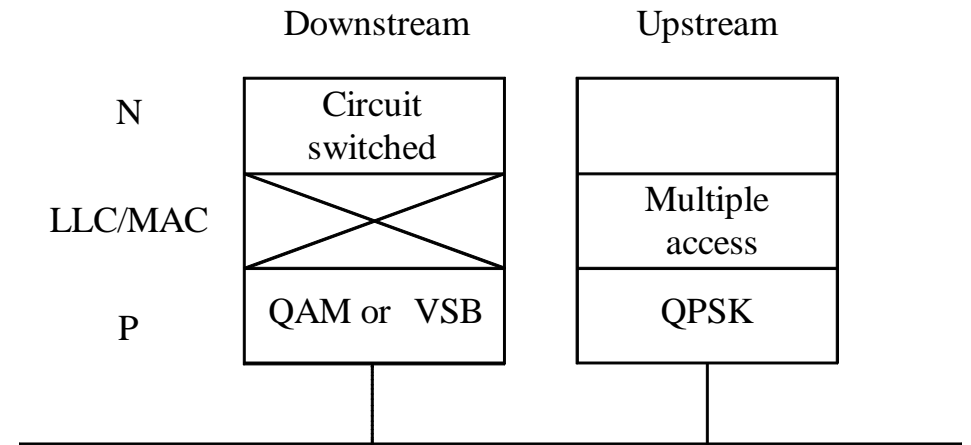 Downstream Upstream
N
Circuit
switched
LLC/MAC
Multiple
access
P
QAM or VSB
QPSK